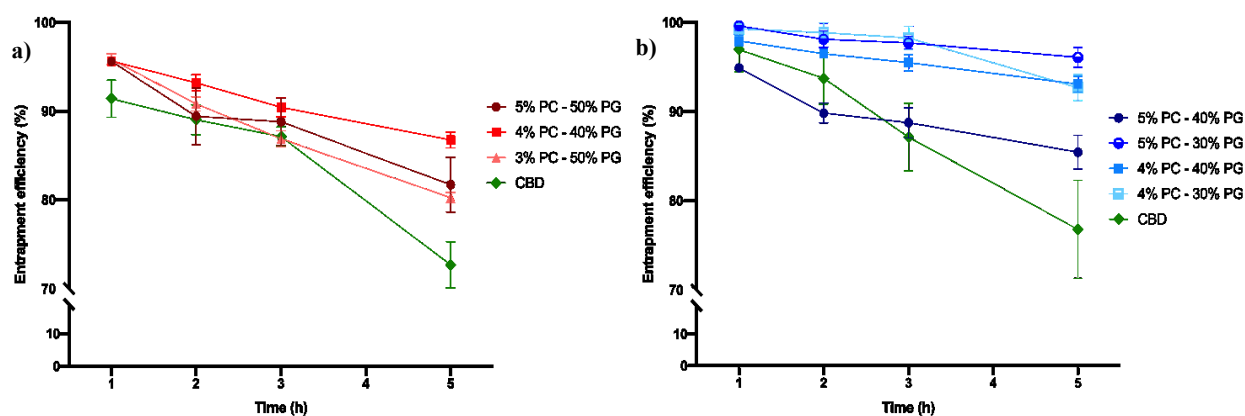 a)
Entrapment efficiency (%)
100
90
80
70
10
0
1 2 3 4 5
Time (h)
5% PC - 50% PG
4% PC - 40% PG
3% PC - 50% PG
CBD
b)
Entrapment efficiency (%)
100
90
80
70
10
0
1 2 3 4 5
Time (h)
5% PC - 40% PG
5% PC - 30% PG
4% PC - 40% PG
4% PC - 30% PG
CBD